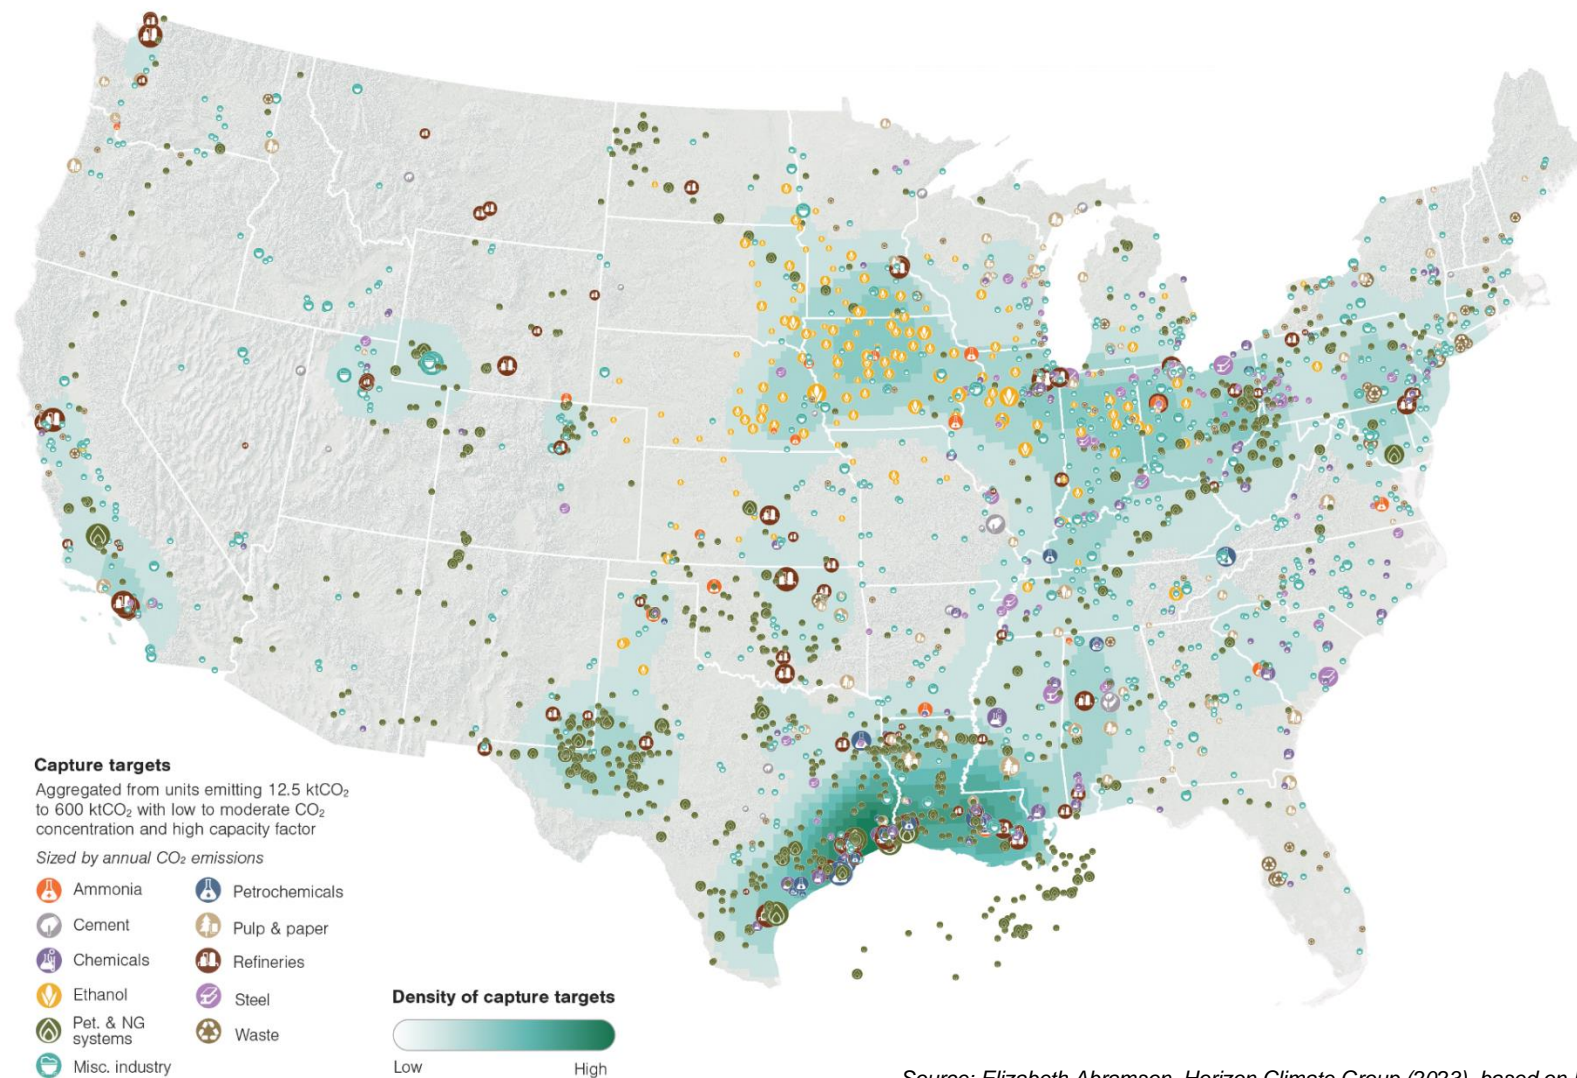 Capture targets
Aggregated from units emitting 12.5 ktCO₂
to 600 ktCO₂ with low to moderate CO₂
concentration and high capacity factor
Sized by annual CO₂ emissions
Ammonia
Cement
Chemicals
Ethanol
Pet. & NG
systems
Misc. industry
Petrochemicals
Pulp & paper
Refineries
Steel
Waste
Density of capture targets
Low
High
Source: Elizabeth Abramson, Horizon Climate Group (2023), based on